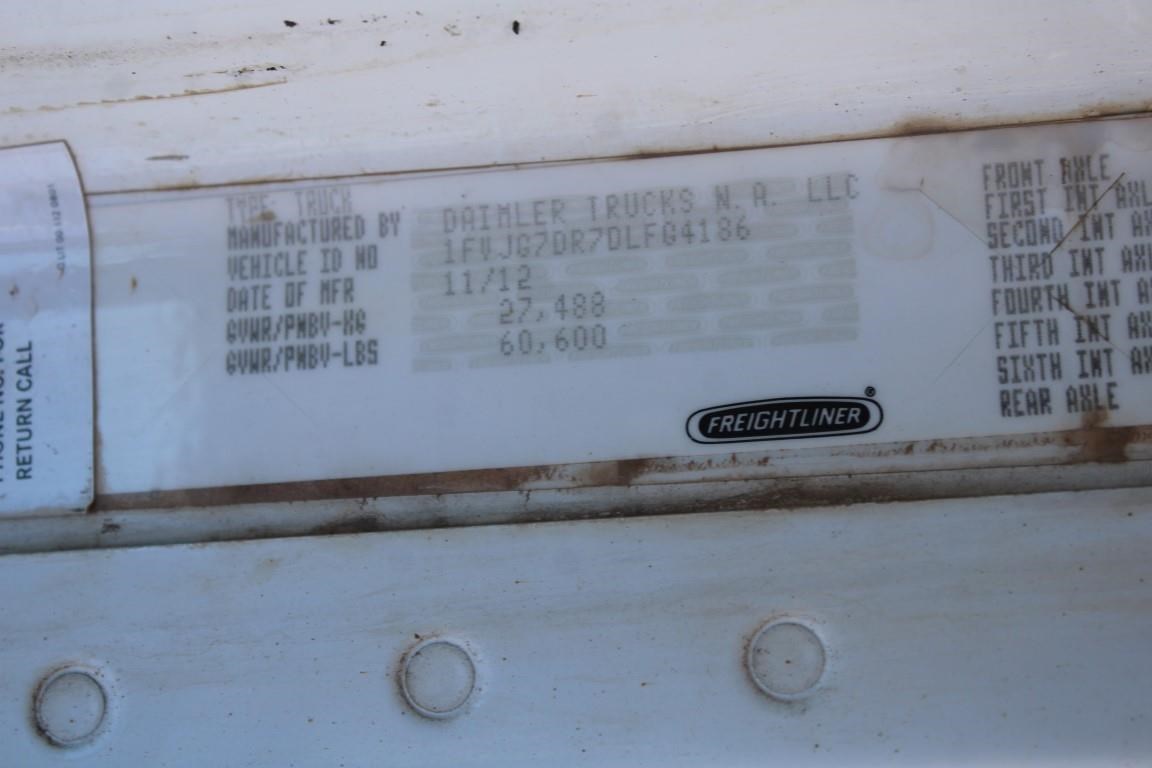 RETURN CALL
TYPE: TRUCK
MANUFACTURED BY DAIMLER TRUCKS N.A. LLC
VEHICLE ID NO 1FVJG7DR7DLFG4186
DATE OF MFR 11/12
GVWR/PNBV-KG 27,488
GVWR/PNBV-LBS 60,600
FREIGHTLINER®
FRONT AXLE
FIRST INT AXL
SECOND INT AX
THIRD INT AXL
FOURTH INT A
FIFTH INT AX
SIXTH INT AX
REAR AXLE